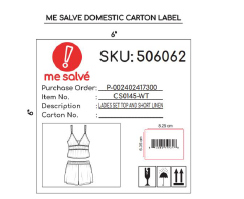 ME SALVE DOMESTIC CARTON LABEL
6"
me salvé
SKU: 506062
Purchase Order: P-002402417300
Item No. : CS0145-WT
Description : LADIES SET TOP AND SHORT LINEN
Carton No. :
6"